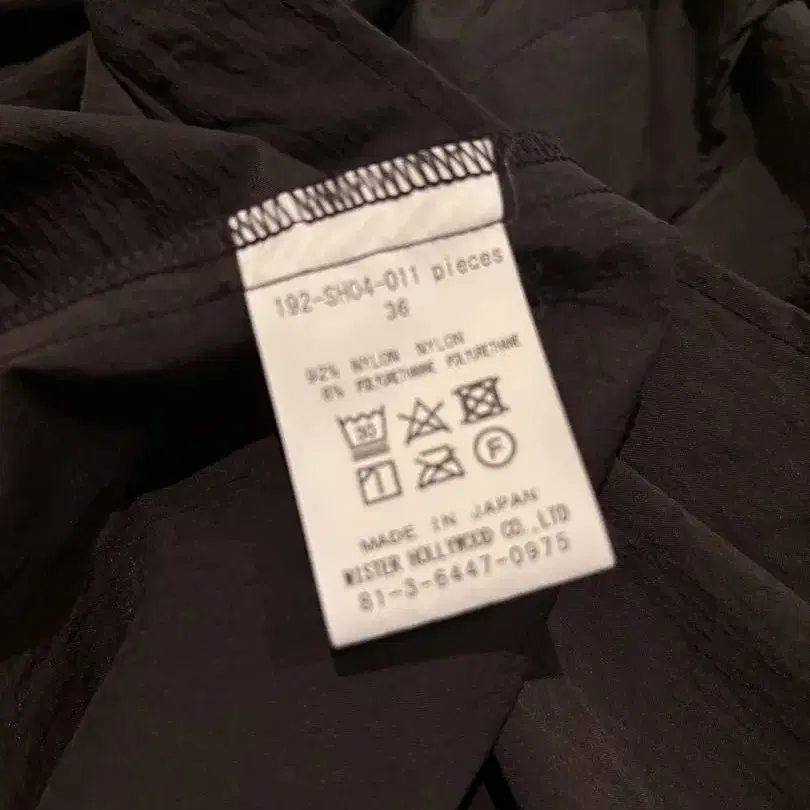 192-SH04-011 pieces
36
92% NYLON NYLON
8% POLYURETHANE POLYURETHANE
30
F
MADE IN JAPAN
MISTER HOLLYWOOD CO.,LTD
81-3-6447-0975